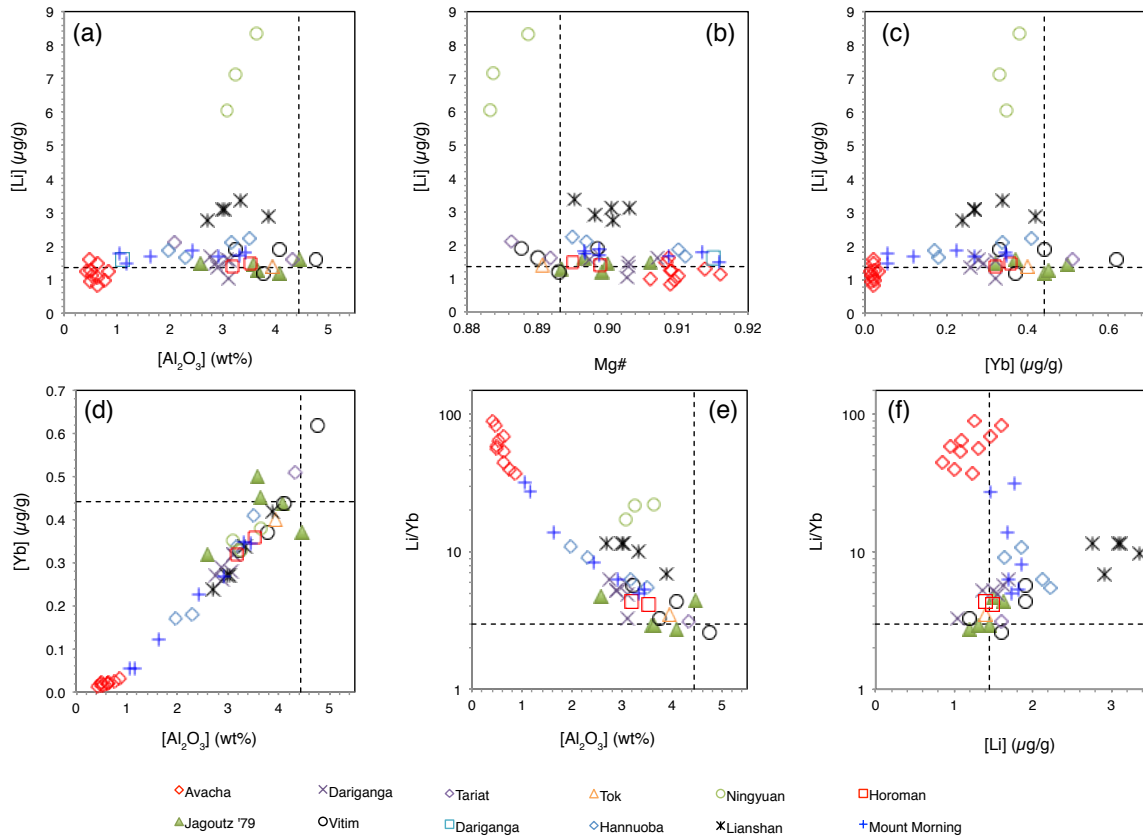 (a)
[Li] (µg/g)
9
8
7
6
5
4
3
2
1
0
0 1 2 3 4 5
[Al₂O₃] (wt%)
(b)
[Li] (µg/g)
9
8
7
6
5
4
3
2
1
0
0.88 0.89 0.90 0.91 0.92
Mg#
(c)
[Li] (µg/g)
9
8
7
6
5
4
3
2
1
0
0.0 0.2 0.4 0.6
[Yb] (µg/g)
(d)
[Yb] (µg/g)
0.7
0.6
0.5
0.4
0.3
0.2
0.1
0.0
0 1 2 3 4 5
[Al₂O₃] (wt%)
(e)
Li/Yb
100
10
1
0 1 2 3 4 5
[Al₂O₃] (wt%)
(f)
Li/Yb
100
10
1
0 1 2 3
[Li] (µg/g)
Avacha Dariganga Tariat Tok Ningyuan Horoman
Jagoutz '79 Vitim Dariganga Hannuoba Lianshan Mount Morning